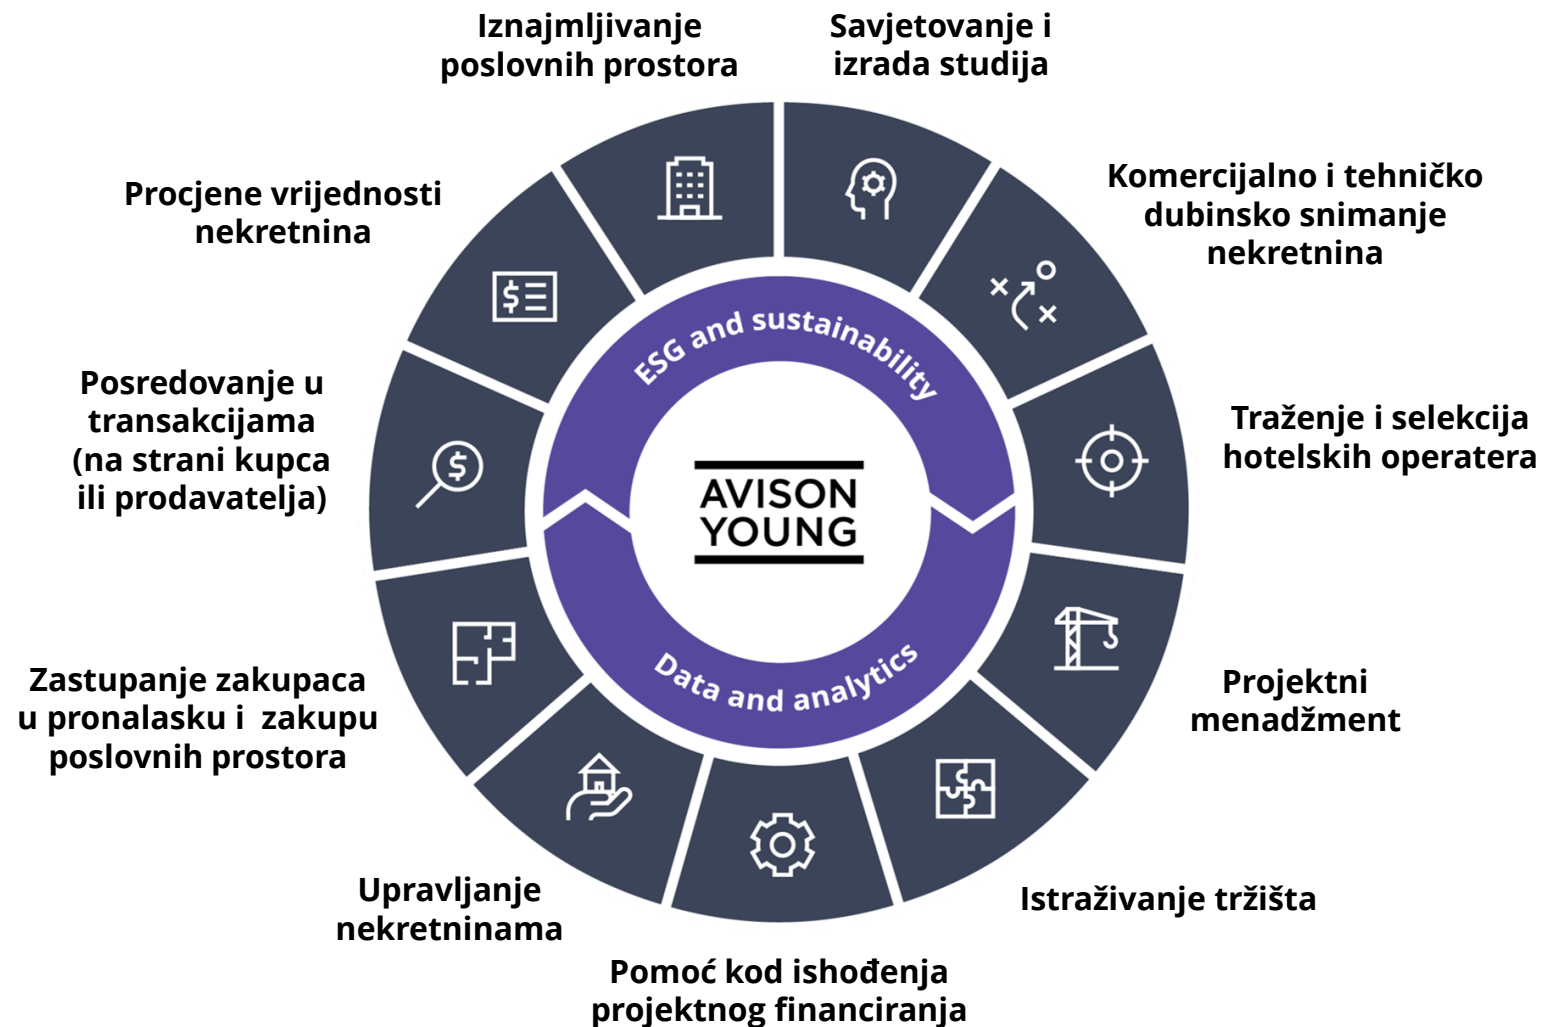 Iznajmljivanje
poslovnih prostora
Savjetovanje i
izrada studija
Komercijalno i tehničko
dubinsko snimanje
nekretnina
Traženje i selekcija
hotelskih operatera
Projektni
menadžment
Istraživanje tržišta
Pomoć kod ishođenja
projektnog financiranja
Upravljanje
nekretninama
Zastupanje zakupaca
u pronalasku i  zakupu
poslovnih prostora
Posredovanje u
transakcijama
(na strani kupca
ili prodavatelja)
Procjene vrijednosti
nekretnina
ESG and sustainability
AVISON
YOUNG
Data and analytics